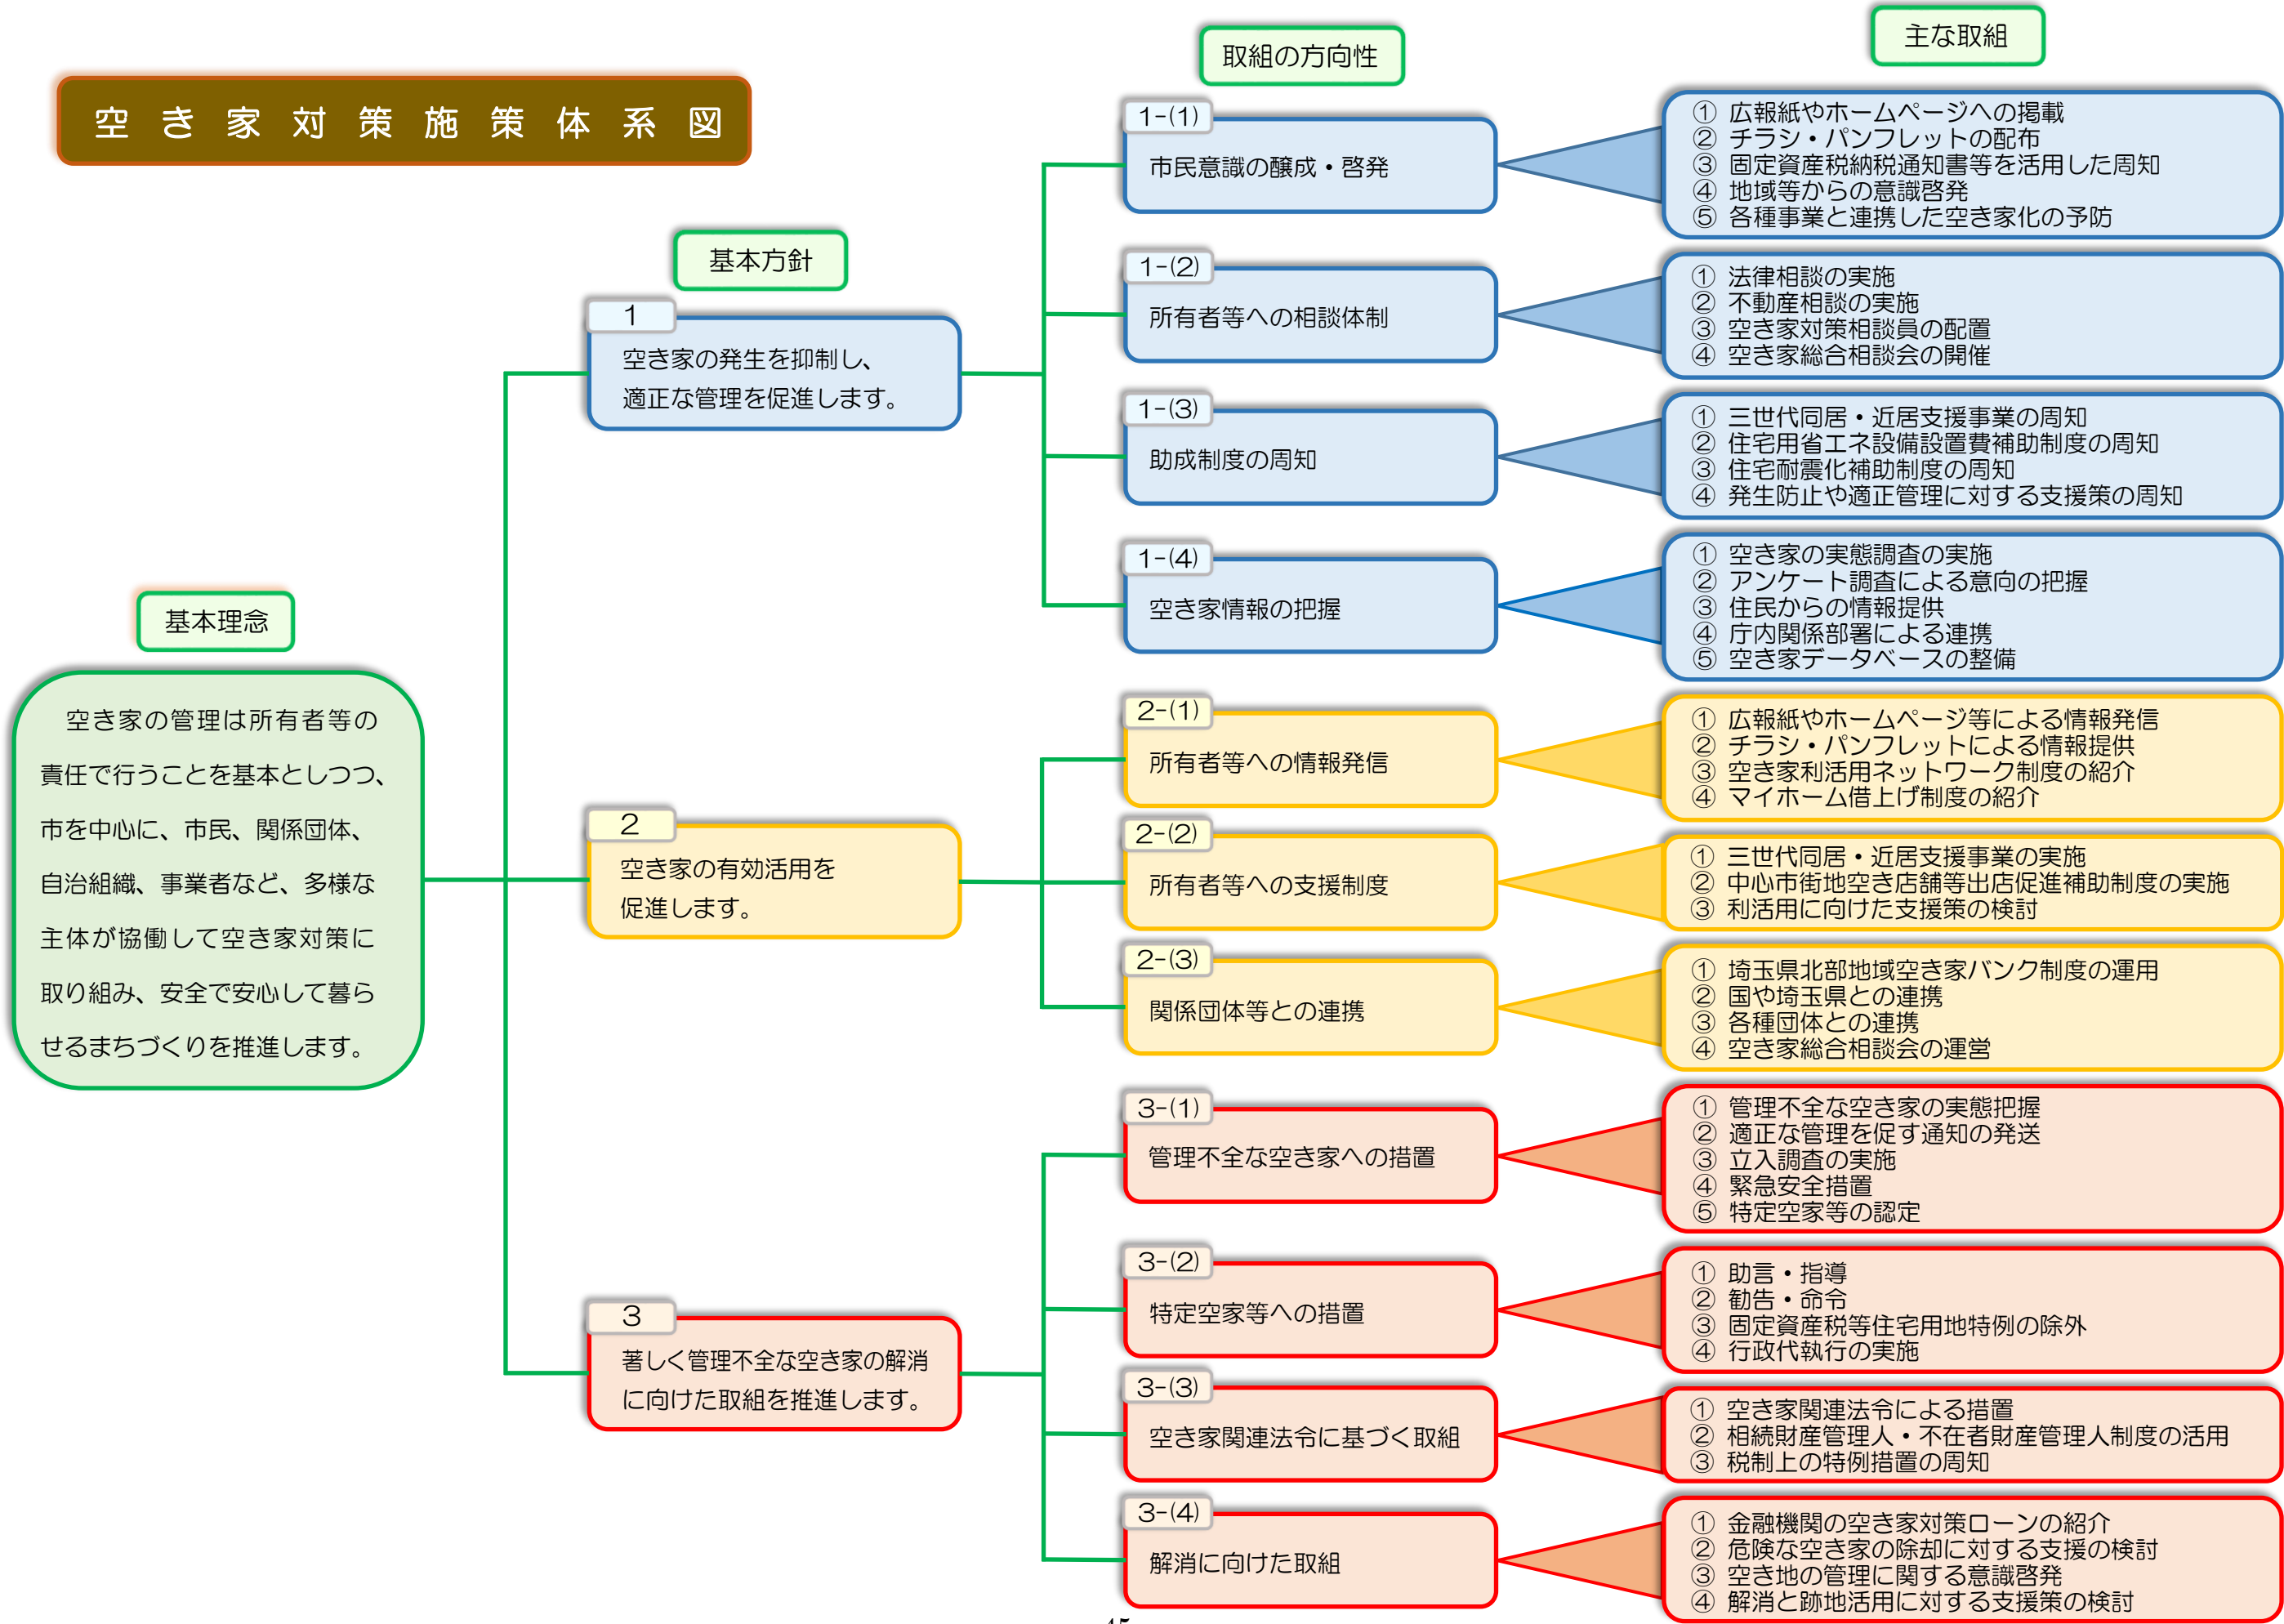 空き家対策施策体系図
基本理念
空き家の管理は所有者等の
責任で行うことを基本としつつ、
市を中心に、市民、関係団体、
自治組織、事業者など、多様な
主体が協働して空き家対策に
取り組み、安全で安心して暮ら
せるまちづくりを推進します。
基本方針
1
空き家の発生を抑制し、
適正な管理を促進します。
2
空き家の有効活用を
促進します。
3
著しく管理不全な空き家の解消
に向けた取組を推進します。
取組の方向性
主な取組
1-(1)
市民意識の醸成・啓発
① 広報紙やホームページへの掲載
② チラシ・パンフレットの配布
③ 固定資産税納税通知書等を活用した周知
④ 地域等からの意識啓発
⑤ 各種事業と連携した空き家化の予防
1-(2)
所有者等への相談体制
① 法律相談の実施
② 不動産相談の実施
③ 空き家対策相談員の配置
④ 空き家総合相談会の開催
1-(3)
助成制度の周知
① 三世代同居・近居支援事業の周知
② 住宅用省エネ設備設置費補助制度の周知
③ 住宅耐震化補助制度の周知
④ 発生防止や適正管理に対する支援策の周知
1-(4)
空き家情報の把握
① 空き家の実態調査の実施
② アンケート調査による意向の把握
③ 住民からの情報提供
④ 庁内関係部署による連携
⑤ 空き家データベースの整備
2-(1)
所有者等への情報発信
① 広報紙やホームページ等による情報発信
② チラシ・パンフレットによる情報提供
③ 空き家利活用ネットワーク制度の紹介
④ マイホーム借上げ制度の紹介
2-(2)
所有者等への支援制度
① 三世代同居・近居支援事業の実施
② 中心市街地空き店舗等出店促進補助制度の実施
③ 利活用に向けた支援策の検討
2-(3)
関係団体等との連携
① 埼玉県北部地域空き家バンク制度の運用
② 国や埼玉県との連携
③ 各種団体との連携
④ 空き家総合相談会の運営
3-(1)
管理不全な空き家への措置
① 管理不全な空き家の実態把握
② 適正な管理を促す通知の発送
③ 立入調査の実施
④ 緊急安全措置
⑤ 特定空家等の認定
3-(2)
特定空家等への措置
① 助言・指導
② 勧告・命令
③ 固定資産税等住宅用地特例の除外
④ 行政代執行の実施
3-(3)
空き家関連法令に基づく取組
① 空き家関連法令による措置
② 相続財産管理人・不在者財産管理人制度の活用
③ 税制上の特例措置の周知
3-(4)
解消に向けた取組
① 金融機関の空き家対策ローンの紹介
② 危険な空き家の除却に対する支援の検討
③ 空き地の管理に関する意識啓発
④ 解消と跡地活用に対する支援策の検討